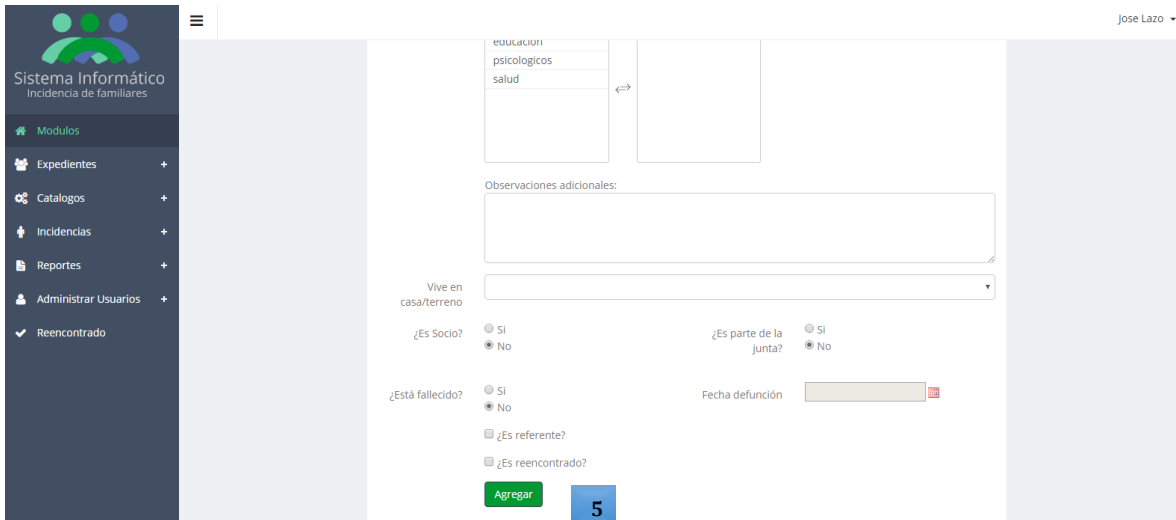 Jose Lazo
Sistema Informático
Incidencia de familiares
Modulos
Expedientes +
Catalogos +
Incidencias +
Reportes +
Administrar Usuarios +
Reencontrado
educacion
psicologicos
salud
Observaciones adicionales:
Vive en
casa/terreno
¿Es Socio?
Si
No
¿Es parte de la
junta?
Si
No
¿Está fallecido?
Si
No
Fecha defunción
¿Es referente?
¿Es reencontrado?
Agregar
5